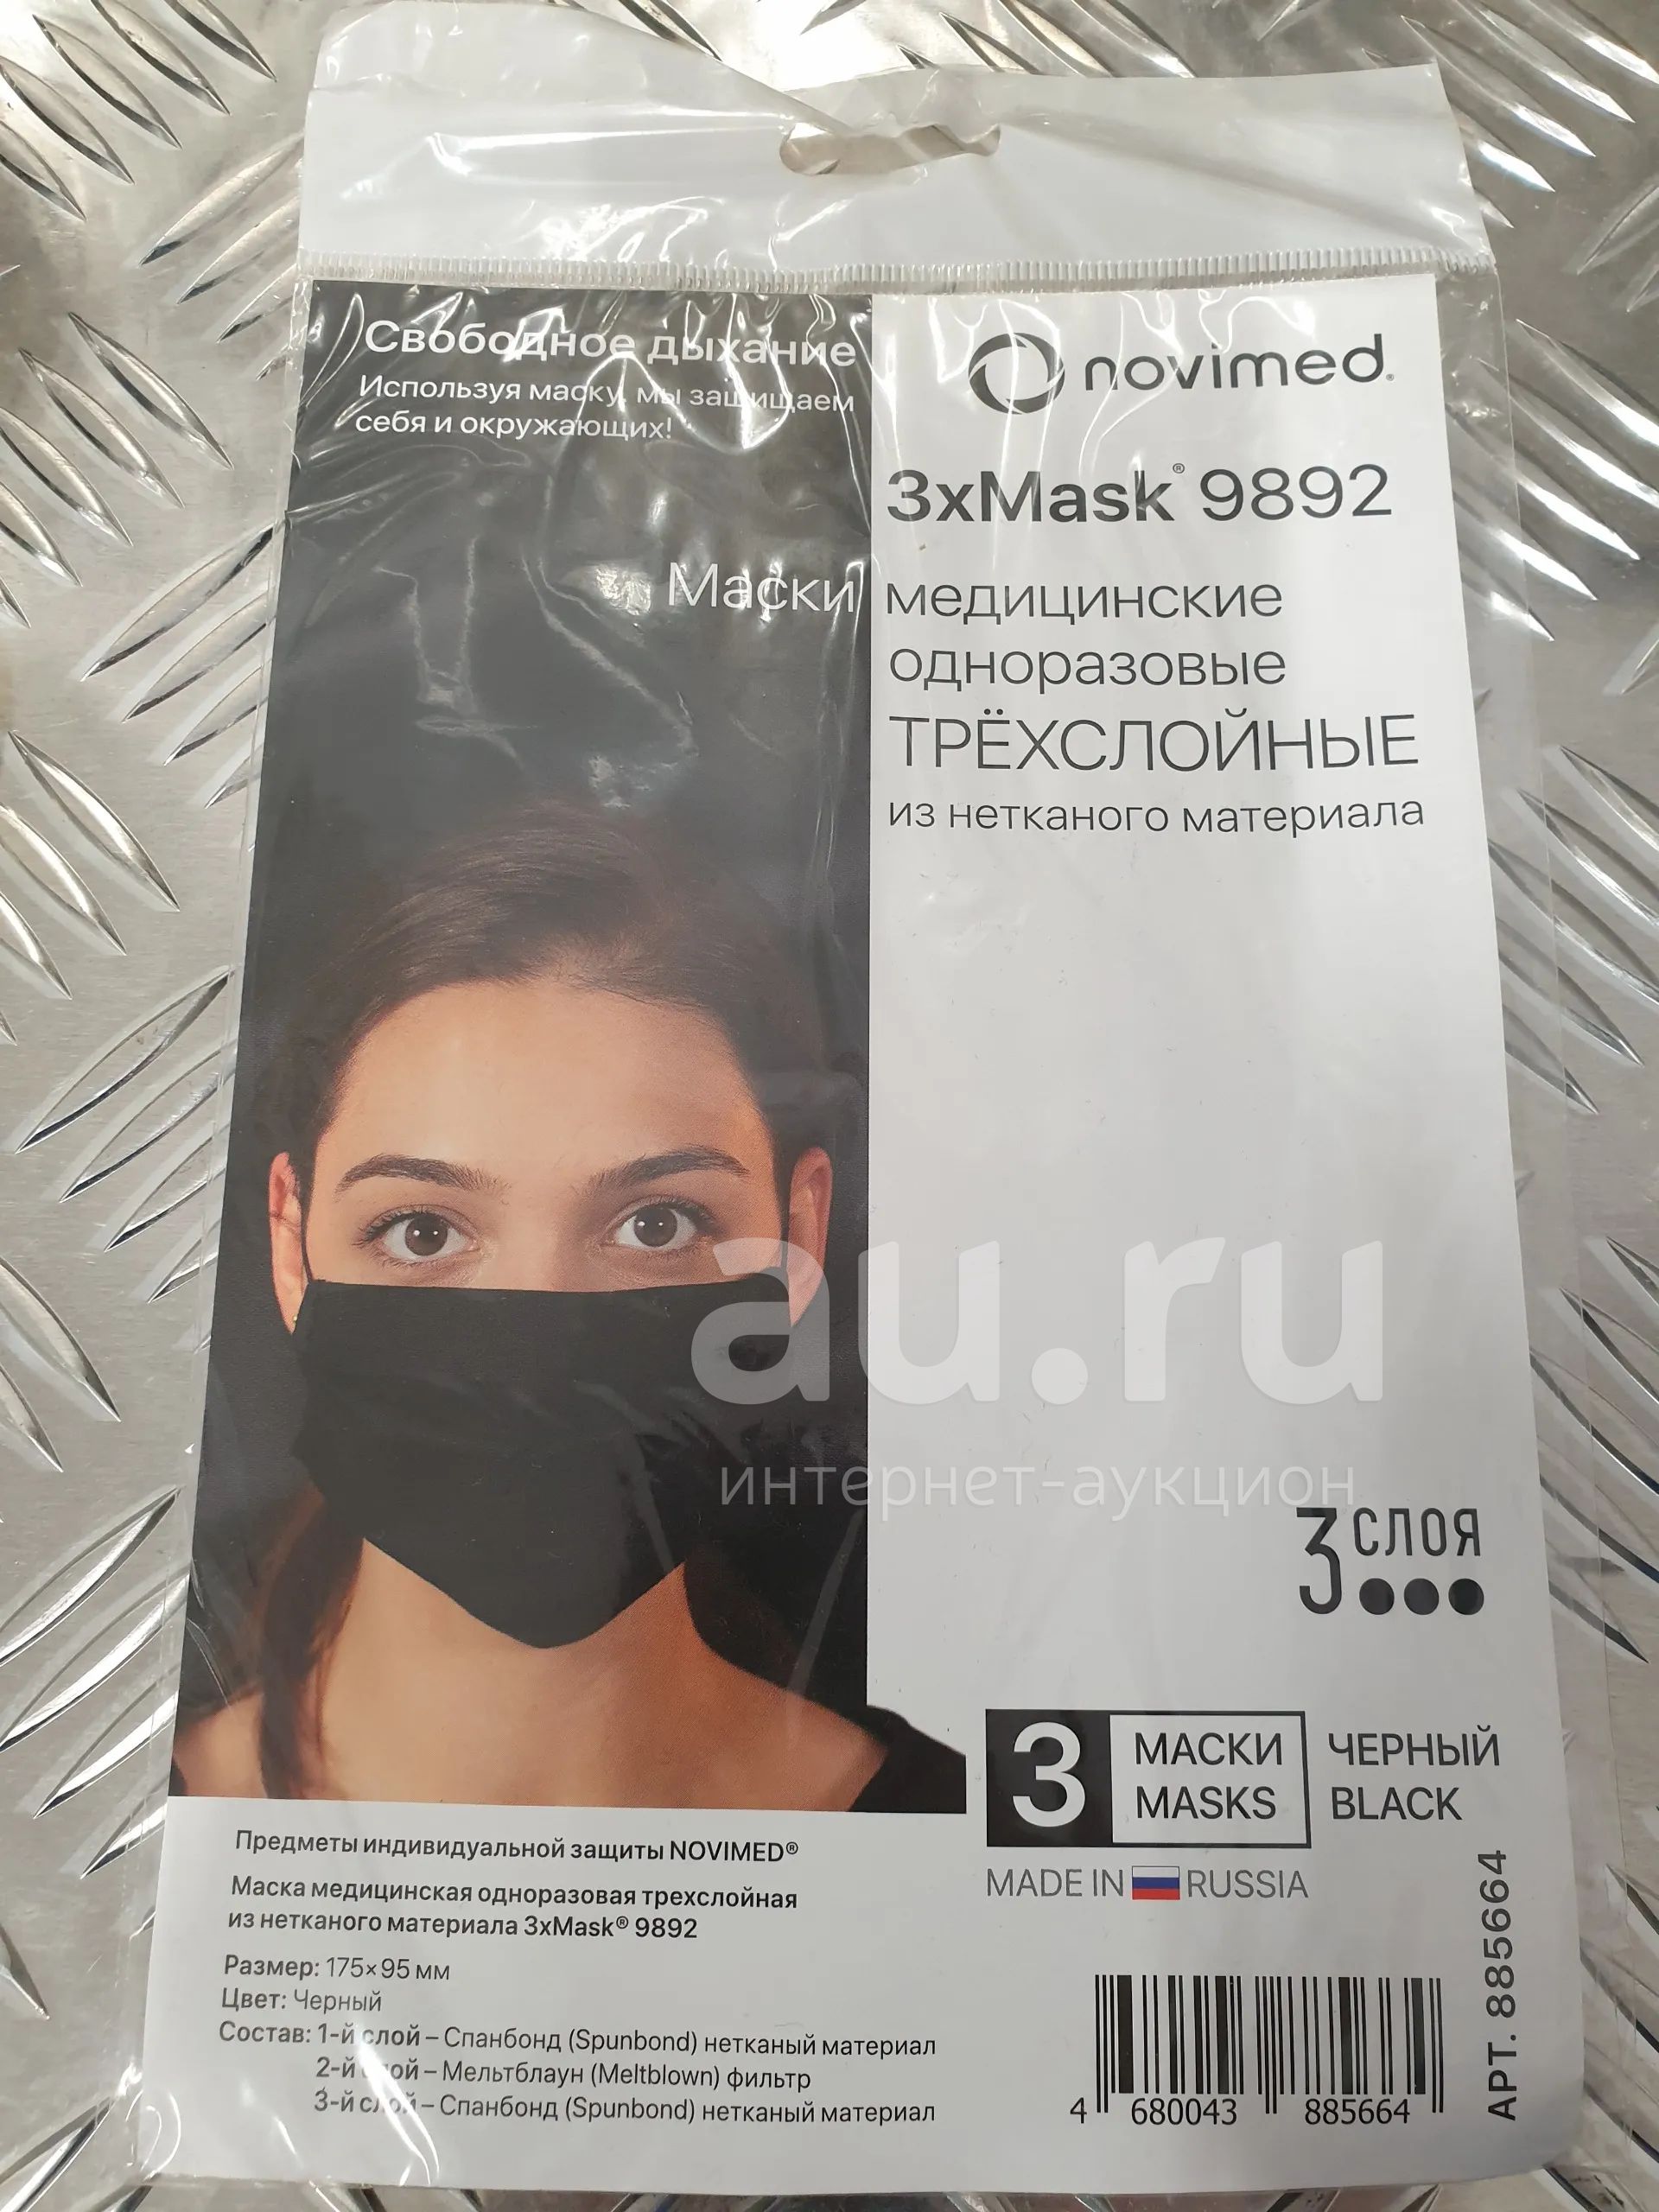 Свободное дыхание
Используя маску, мы защищаем
себя и окружающих!
novimed®
3xMask® 9892
Маски медицинские
одноразовые
ТРЁХСЛОЙНЫЕ
из нетканого материала
au.ru
интернет-аукцион
3 СЛОЯ
3 МАСКИ ЧЕРНЫЙ
MASKS BLACK
MADE IN RUSSIA
Предметы индивидуальной защиты NOVIMED®
Маска медицинская одноразовая трехслойная
из нетканого материала 3xMask® 9892
Размер: 175×95 мм
Цвет: Черный
Состав: 1-й слой – Спанбонд (Spunbond) нетканый материал
2-й слой – Мельтблаун (Meltblown) фильтр
3-й слой – Спанбонд (Spunbond) нетканый материал
4 680043 885664
АРТ. 885664